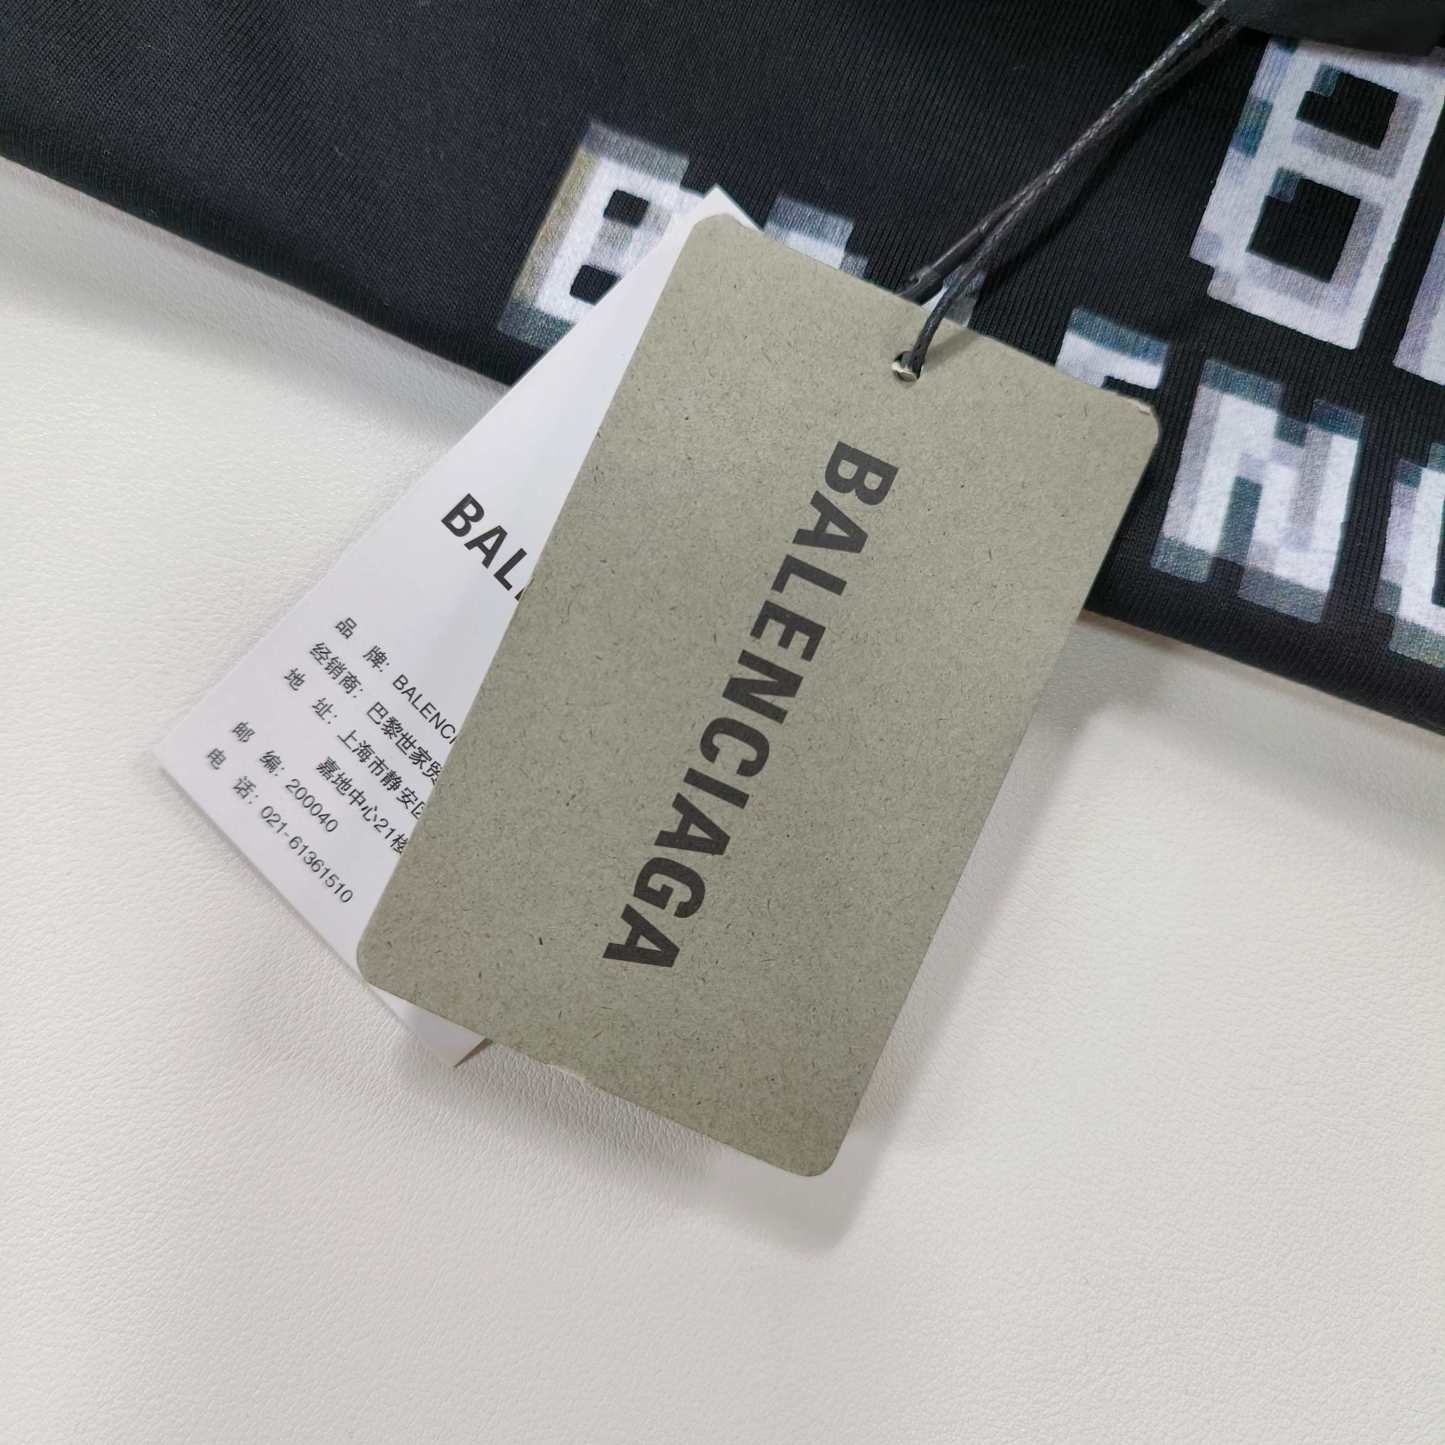 BALENCIAGA
BAL
品 牌: BALENCI
经销商: 巴黎世家贸
地 址: 上海市静安区
嘉地中心21楼
邮 编: 200040
电 话: 021-61361510